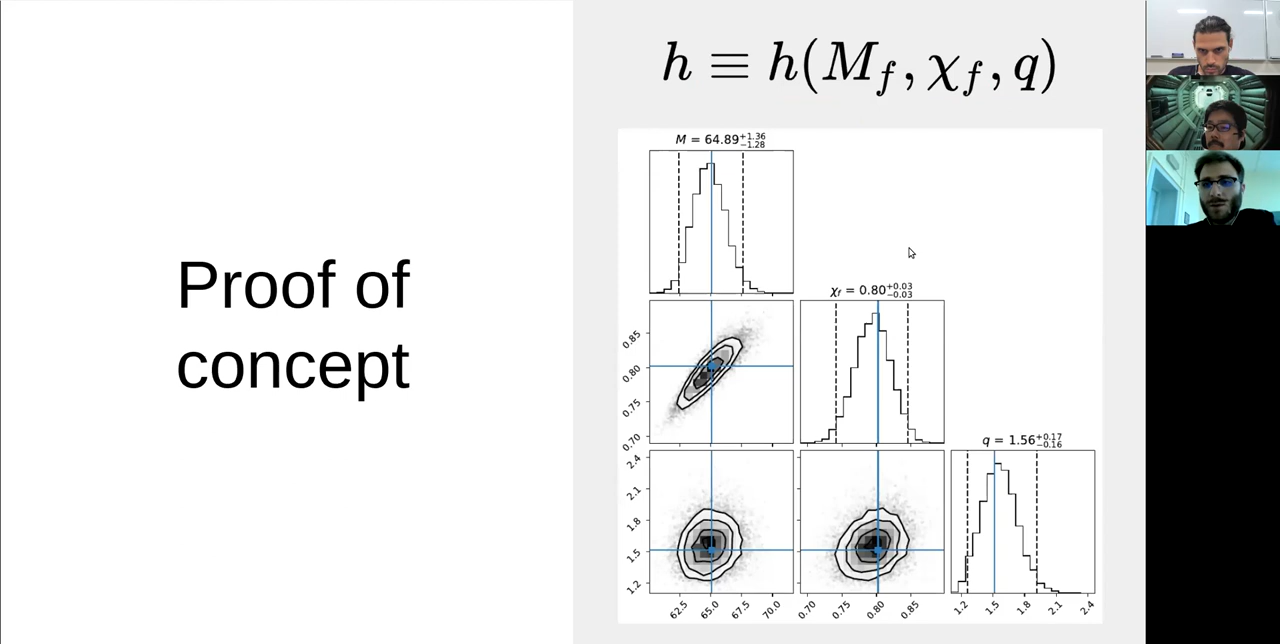 Proof of
concept
h ≡ h(M_f, χ_f, q)
M = 64.89^{+1.36}_{−1.28}
χ_f = 0.80^{+0.03}_{−0.03}
0.85
0.80
0.75
0.70
q = 1.56^{+0.17}_{−0.16}
2.4
2.1
1.8
1.5
1.2
62.5 65.0 67.5 70.0 0.70 0.75 0.80 0.85 1.2 1.5 1.8 2.1 2.4